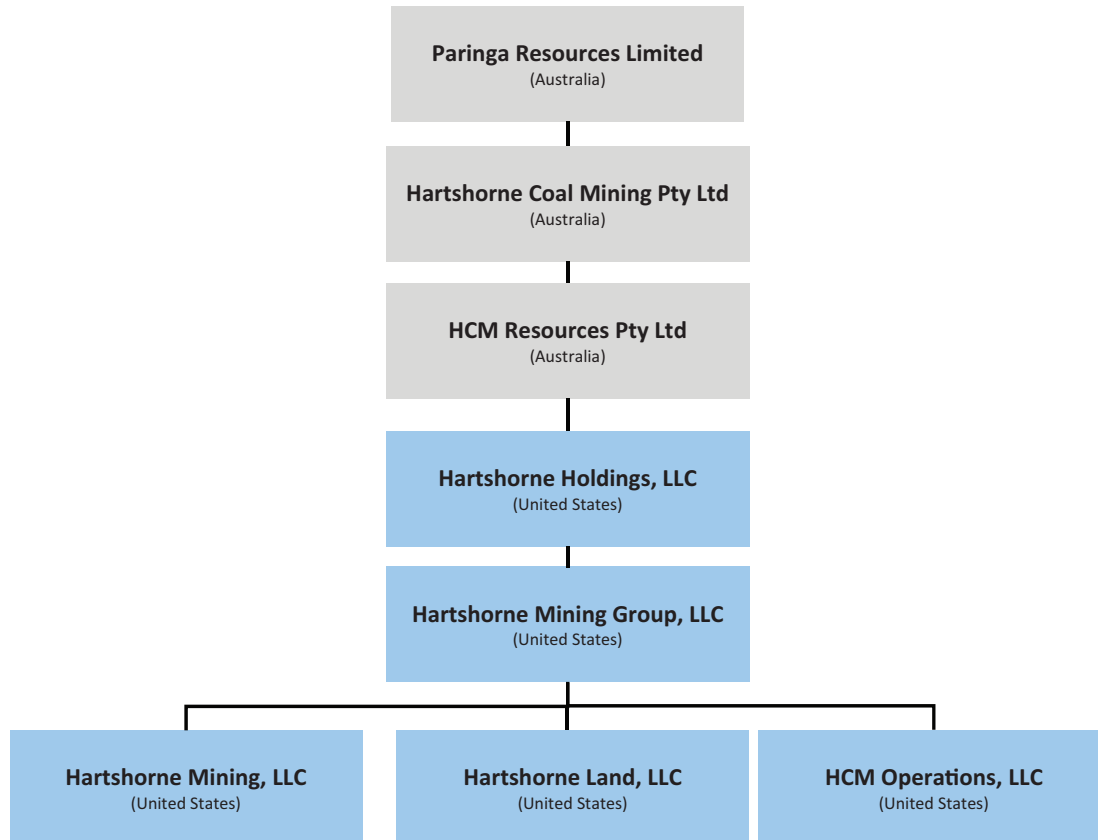 Paringa Resources Limited
(Australia)
Hartshorne Coal Mining Pty Ltd
(Australia)
HCM Resources Pty Ltd
(Australia)
Hartshorne Holdings, LLC
(United States)
Hartshorne Mining Group, LLC
(United States)
Hartshorne Mining, LLC
(United States)
Hartshorne Land, LLC
(United States)
HCM Operations, LLC
(United States)